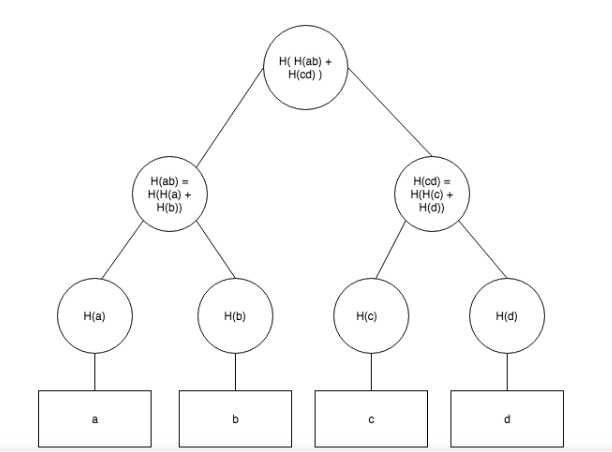 H( H(ab) +
H(cd) )
H(ab) =
H(H(a) +
H(b))
H(cd) =
H(H(c) +
H(d))
H(a)
H(b)
H(c)
H(d)
a
b
c
d